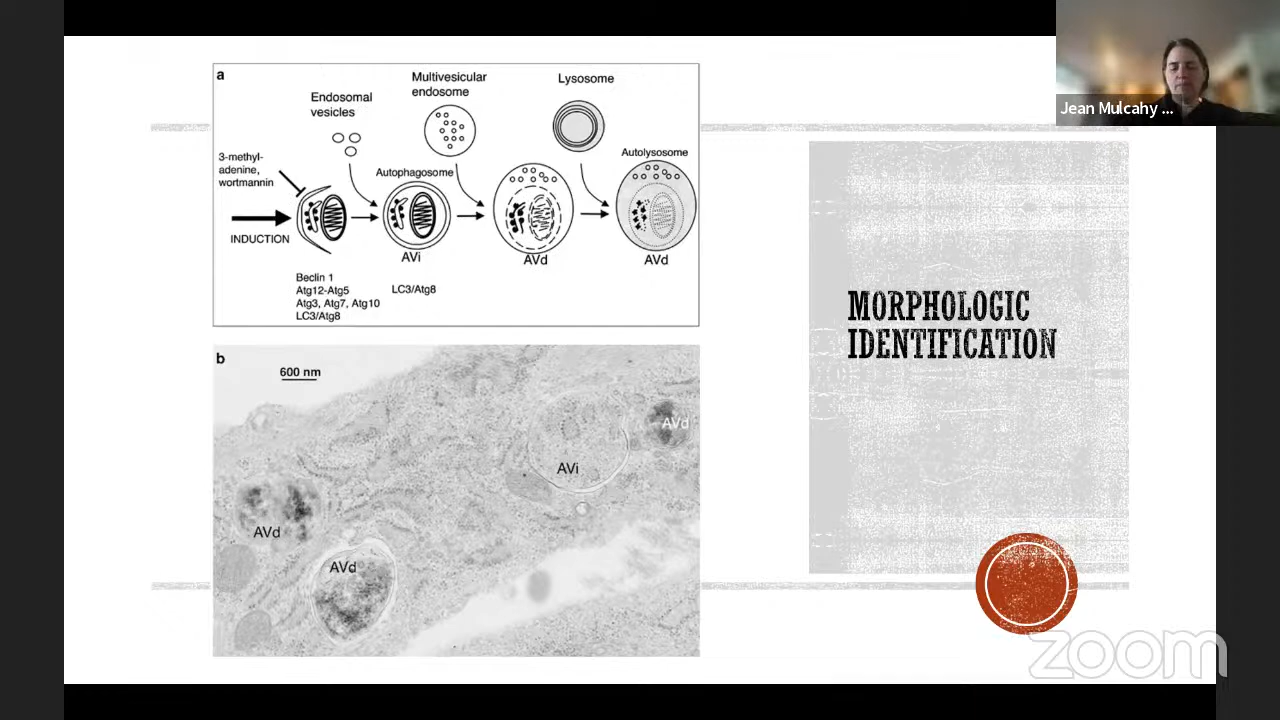 a
Endosomal
vesicles
Multivesicular
endosome
Lysosome
3-methyl-
adenine,
wortmannin
Autophagosome
Autolysosome
INDUCTION
AVi
AVd
AVd
Beclin 1
Atg12-Atg5
Atg3, Atg7, Atg10
LC3/Atg8
LC3/Atg8
b
600 nm
AVd
AVi
AVd
AVd
MORPHOLOGIC
IDENTIFICATION
Jean Mulcahy ...
zoom